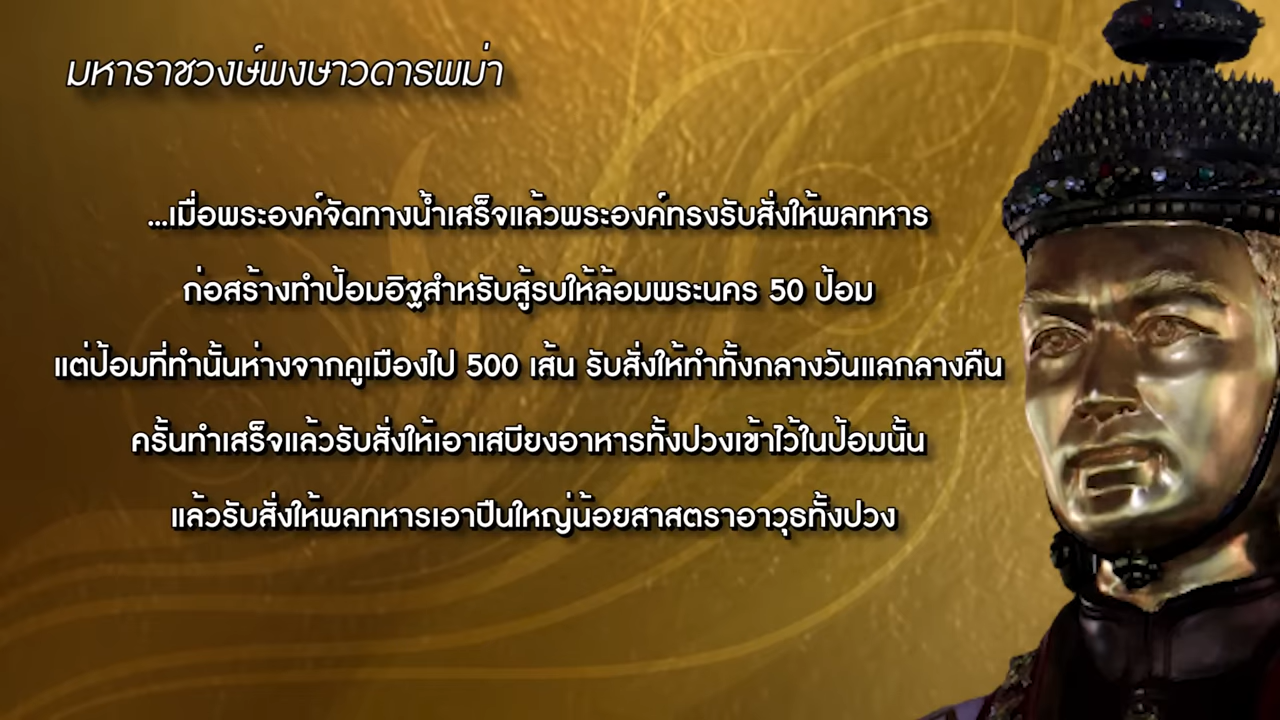 มหาราชวงษ์พงษาวดารพม่า
...เมื่อพระองค์จัดทางน้ำเสร็จแล้วพระองค์ทรงรับสั่งให้พลทหาร
ก่อสร้างทำป้อมอิฐสำหรับสู้รบให้ล้อมพระนคร 50 ป้อม
แต่ป้อมที่ทำนั้นห่างจากคูเมืองไป 500 เส้น รับสั่งให้ทำทั้งกลางวันแลกลางคืน
ครั้นทำเสร็จแล้วรับสั่งให้เอาเสบียงอาหารทั้งปวงเข้าไว้ในป้อมนั้น
แล้วรับสั่งให้พลทหารเอาปืนใหญ่น้อยสาสตราอาวุธทั้งปวง